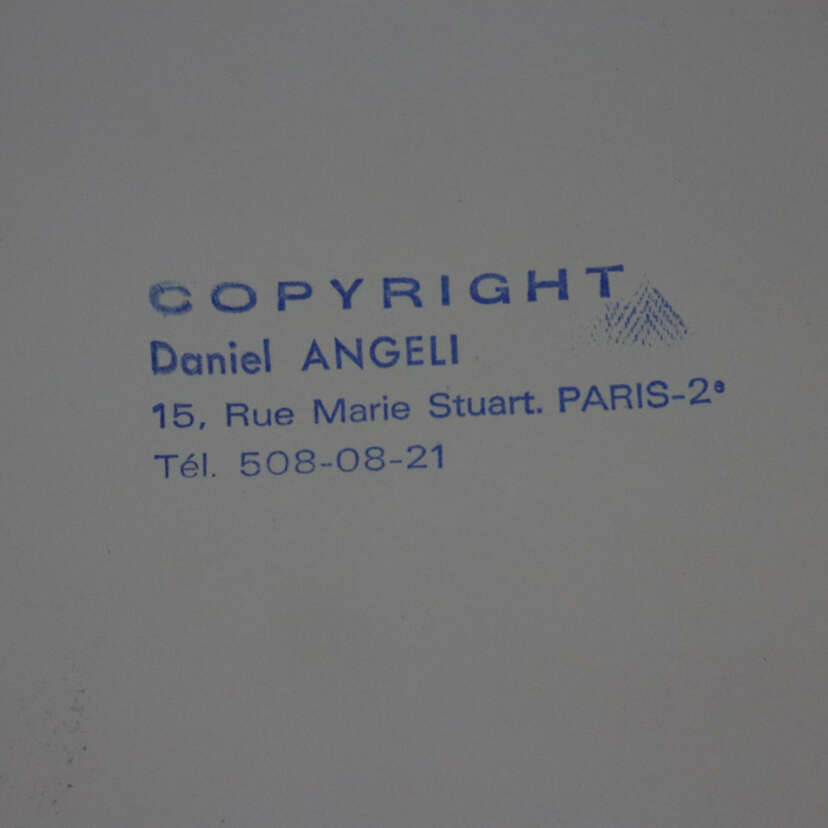 COPYRIGHT
Daniel ANGELI
15, Rue Marie Stuart. PARIS-2e
Tél. 508-08-21